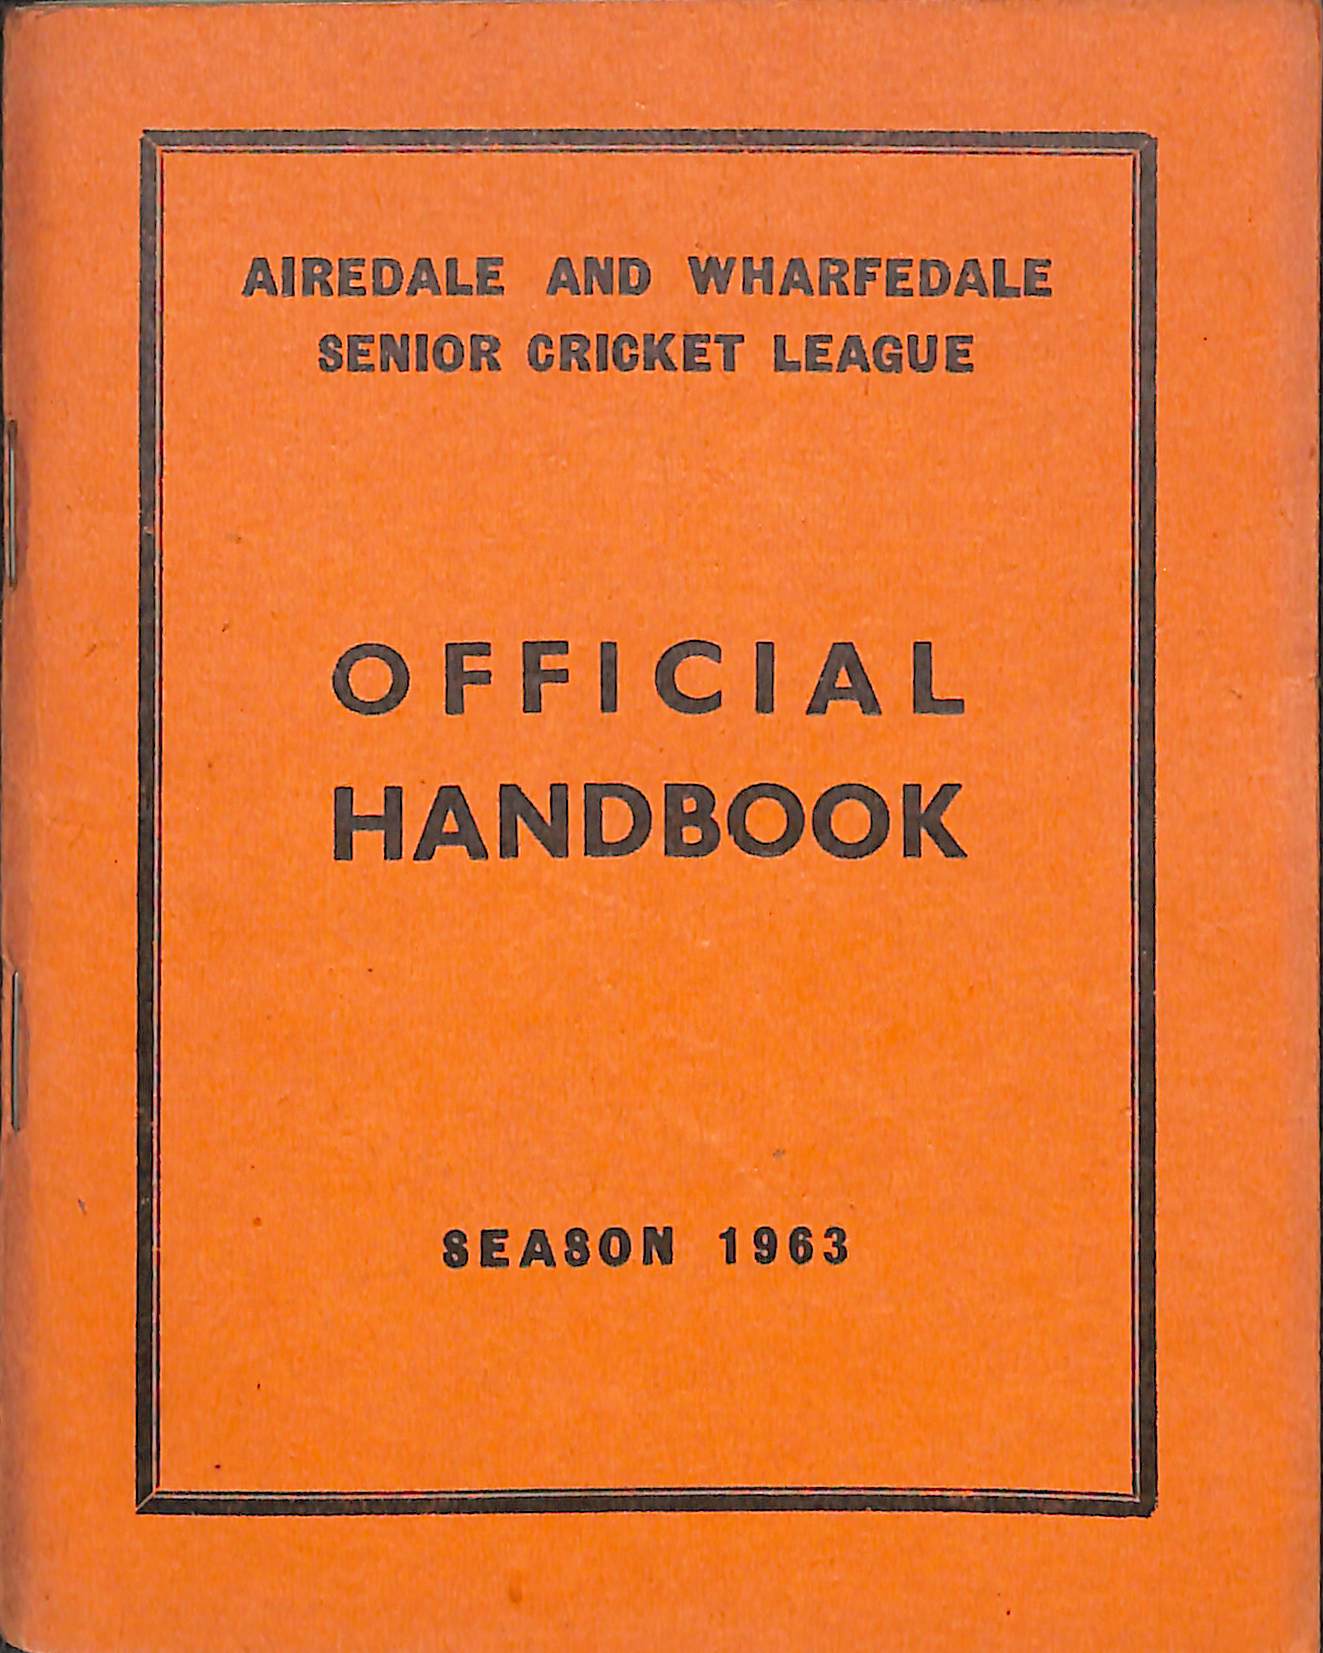 AIREDALE AND WHARFEDALE
SENIOR CRICKET LEAGUE
OFFICIAL
HANDBOOK
SEASON 1963